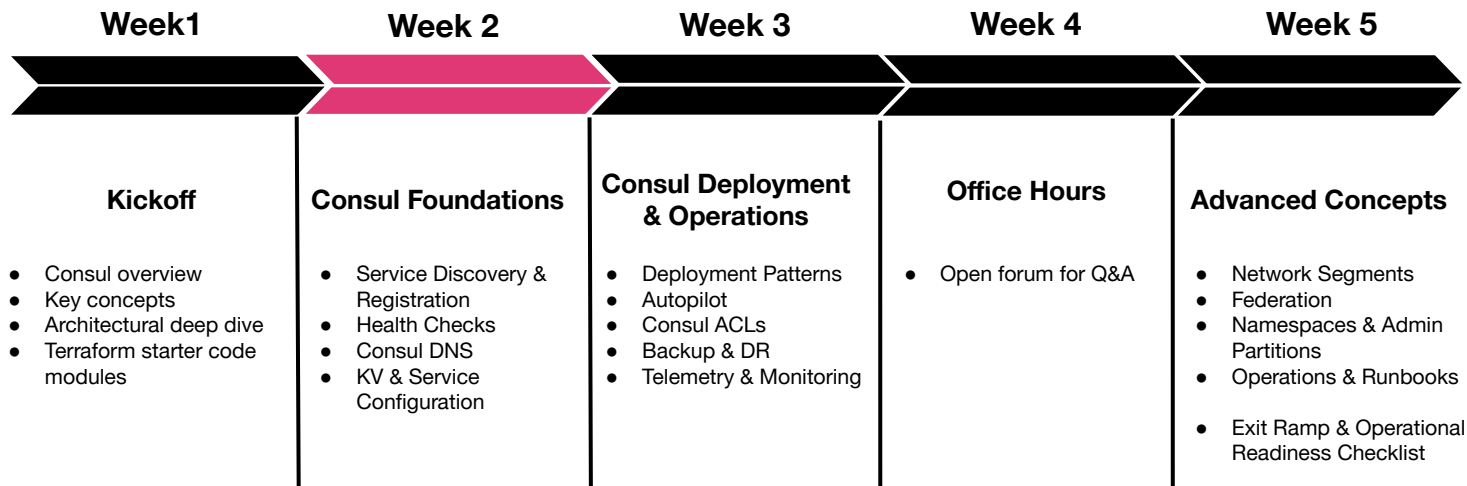 Week1
Week 2
Week 3
Week 4
Week 5
Kickoff
● Consul overview
● Key concepts
● Architectural deep dive
● Terraform starter code
modules
Consul Foundations
● Service Discovery &
Registration
● Health Checks
● Consul DNS
● KV & Service
Configuration
Consul Deployment
& Operations
● Deployment Patterns
● Autopilot
● Consul ACLs
● Backup & DR
● Telemetry & Monitoring
Office Hours
● Open forum for Q&A
Advanced Concepts
● Network Segments
● Federation
● Namespaces & Admin
Partitions
● Operations & Runbooks
● Exit Ramp & Operational
Readiness Checklist